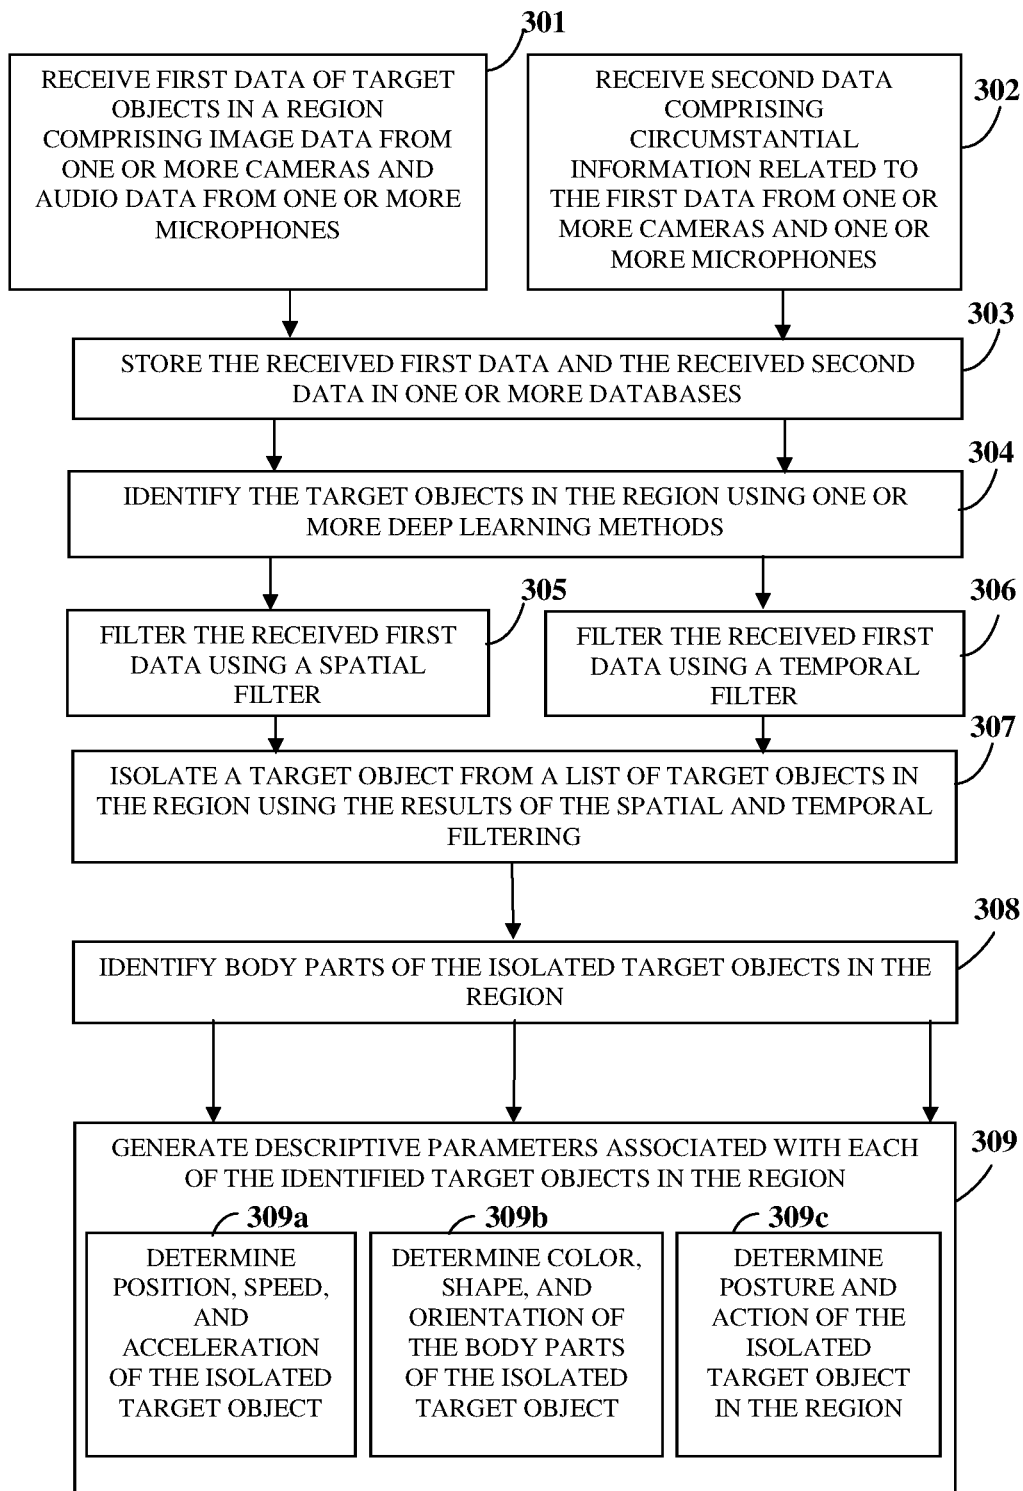 301
RECEIVE FIRST DATA OF TARGET
OBJECTS IN A REGION
COMPRISING IMAGE DATA FROM
ONE OR MORE CAMERAS AND
AUDIO DATA FROM ONE OR MORE
MICROPHONES
302
RECEIVE SECOND DATA
COMPRISING
CIRCUMSTANTIAL
INFORMATION RELATED TO
THE FIRST DATA FROM ONE OR
MORE CAMERAS AND ONE OR
MORE MICROPHONES
303
STORE THE RECEIVED FIRST DATA AND THE RECEIVED SECOND
DATA IN ONE OR MORE DATABASES
304
IDENTIFY THE TARGET OBJECTS IN THE REGION USING ONE OR
MORE DEEP LEARNING METHODS
305
FILTER THE RECEIVED FIRST
DATA USING A SPATIAL
FILTER
306
FILTER THE RECEIVED FIRST
DATA USING A TEMPORAL
FILTER
307
ISOLATE A TARGET OBJECT FROM A LIST OF TARGET OBJECTS IN
THE REGION USING THE RESULTS OF THE SPATIAL AND TEMPORAL
FILTERING
308
IDENTIFY BODY PARTS OF THE ISOLATED TARGET OBJECTS IN THE
REGION
309
GENERATE DESCRIPTIVE PARAMETERS ASSOCIATED WITH EACH
OF THE IDENTIFIED TARGET OBJECTS IN THE REGION
309a
DETERMINE
POSITION, SPEED,
AND
ACCELERATION
OF THE ISOLATED
TARGET OBJECT
309b
DETERMINE COLOR,
SHAPE, AND
ORIENTATION OF
THE BODY PARTS
OF THE ISOLATED
TARGET OBJECT
309c
DETERMINE
POSTURE AND
ACTION OF THE
ISOLATED
TARGET OBJECT
IN THE REGION